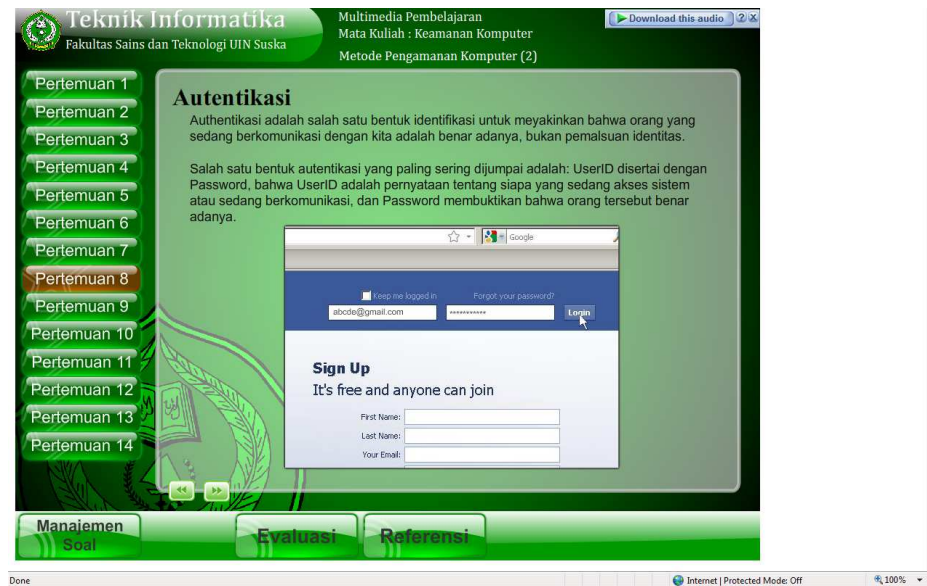 Teknik Informatika
Fakultas Sains dan Teknologi UIN Suska
Multimedia Pembelajaran
Mata Kuliah : Keamanan Komputer
Metode Pengamanan Komputer (2)
Download this audio ? X
Pertemuan 1
Pertemuan 2
Pertemuan 3
Pertemuan 4
Pertemuan 5
Pertemuan 6
Pertemuan 7
Pertemuan 8
Pertemuan 9
Pertemuan 10
Pertemuan 11
Pertemuan 12
Pertemuan 13
Pertemuan 14
Autentikasi
Authentikasi adalah salah satu bentuk identifikasi untuk meyakinkan bahwa orang yang
sedang berkomunikasi dengan kita adalah benar adanya, bukan pemalsuan identitas.
Salah satu bentuk autentikasi yang paling sering dijumpai adalah: UserID disertai dengan
Password, bahwa UserID adalah pernyataan tentang siapa yang sedang akses sistem
atau sedang berkomunikasi, dan Password membuktikan bahwa orang tersebut benar
adanya.
Google
Keep me logged in Forgot your password?
abcde@gmail.com *********** Login
Sign Up
It's free and anyone can join
First Name:
Last Name:
Your Email:
Manajemen
Soal
Evaluasi
Referensi
Done
Internet | Protected Mode: Off
100%